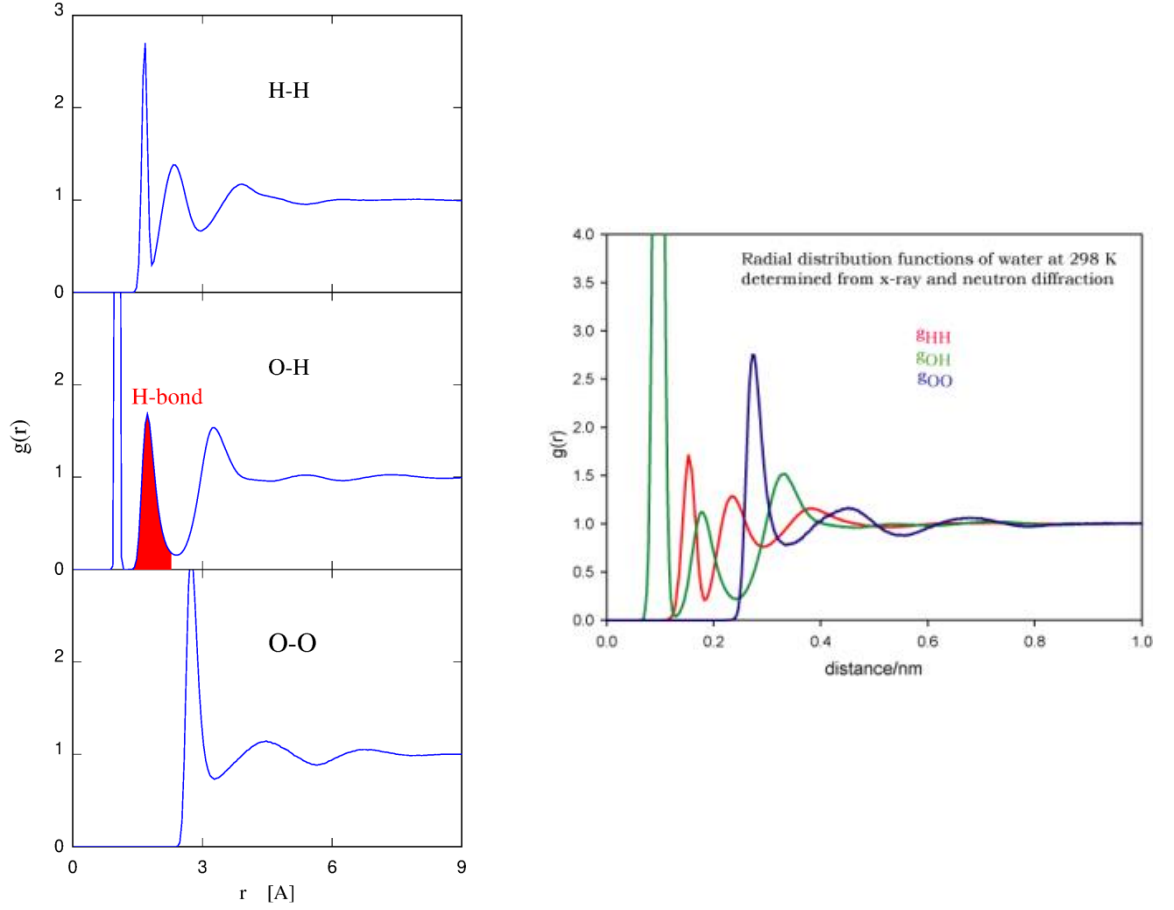 3
H-H
2
1
0
O-H
2
H-bond
g(r)
1
0
O-O
2
1
0
0 3 6 9
r [A]
4.0
Radial distribution functions of water at 298 K
determined from x-ray and neutron diffraction
3.5
3.0
gHH
gOH
gOO
2.5
2.0
g(r)
1.5
1.0
0.5
0.0
0.0 0.2 0.4 0.6 0.8 1.0
distance/nm